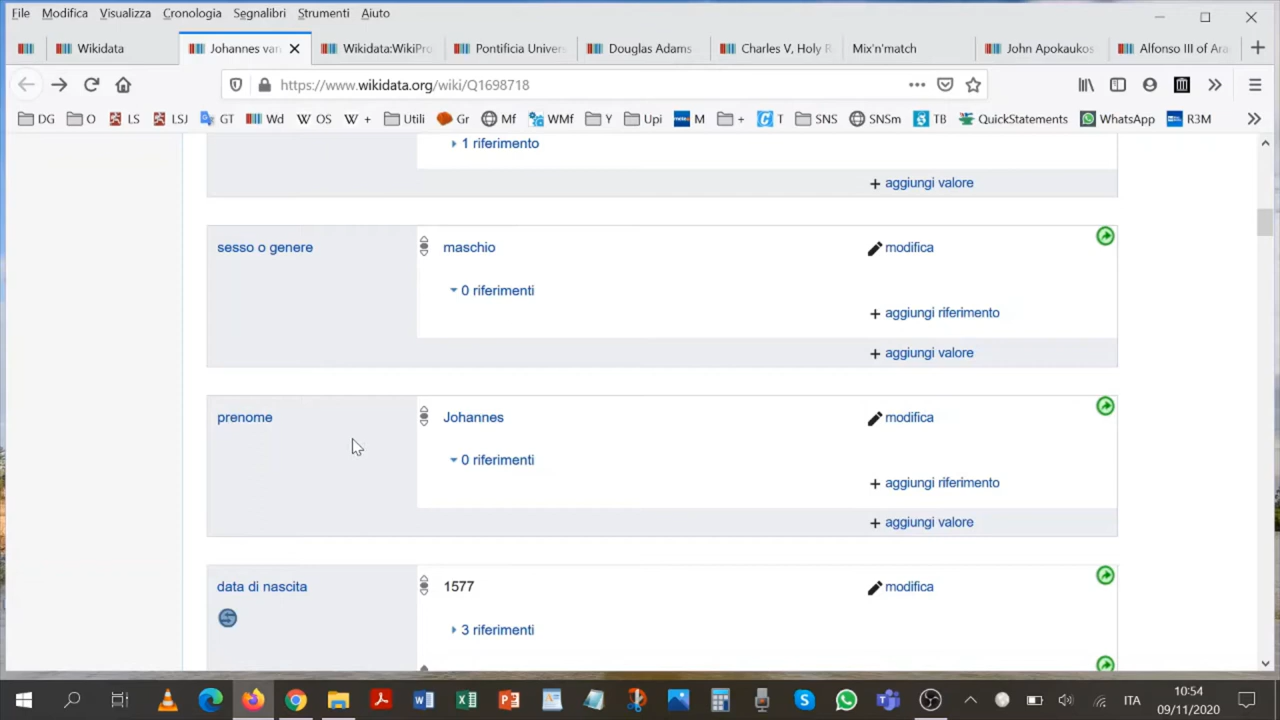 File Modifica Visualizza Cronologia Segnalibri Strumenti Aiuto
Wikidata Johannes van Wikidata:WikiPro Pontificia Univer Douglas Adams Charles V, Holy R Mix'n'match John Apokaukos Alfonso III of Ara
https://www.wikidata.org/wiki/Q1698718
DG O LS LSJ GT Wd OS + Utili Gr Mf WMf Y Upi M + T SNS SNSm TB QuickStatements WhatsApp R3M
1 riferimento
+ aggiungi valore
sesso o genere maschio modifica
0 riferimenti
+ aggiungi riferimento
+ aggiungi valore
prenome Johannes modifica
0 riferimenti
+ aggiungi riferimento
+ aggiungi valore
data di nascita 1577 modifica
3 riferimenti
ITA 10:54
09/11/2020